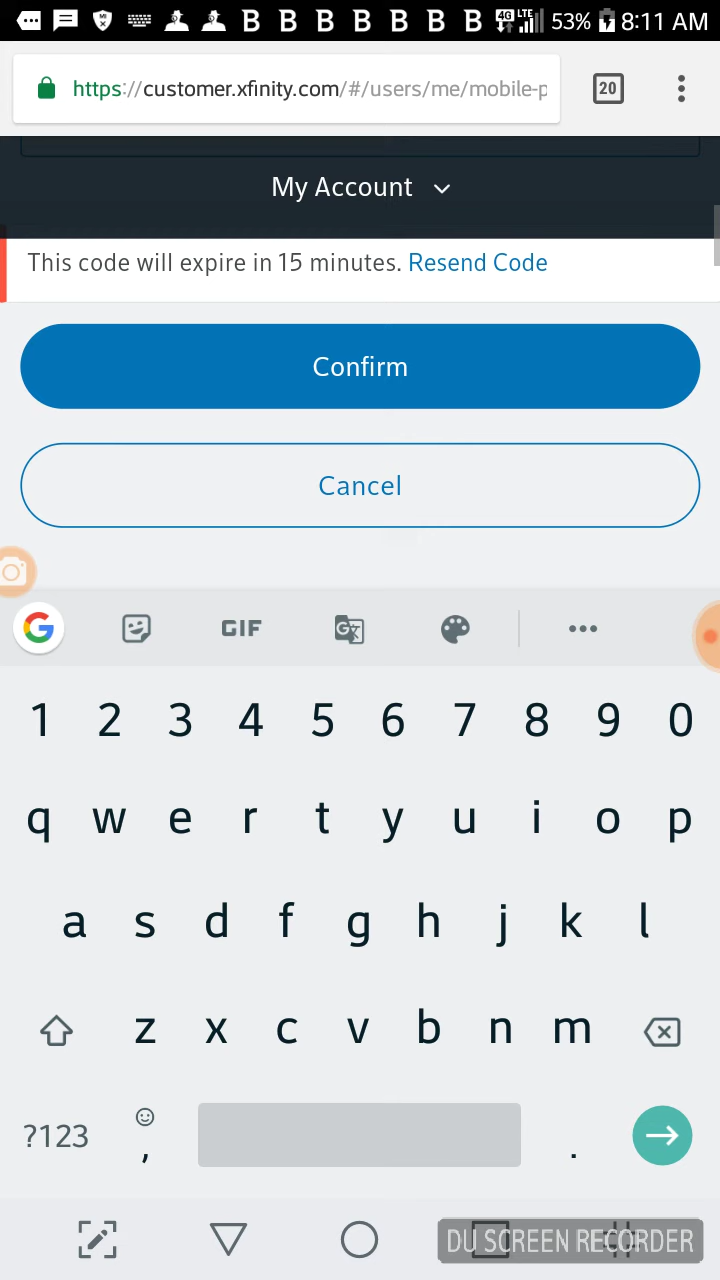 B B B B B B B 4G LTE 53% 8:11 AM
https://customer.xfinity.com/#/users/me/mobile-p
20
My Account
This code will expire in 15 minutes. Resend Code
Confirm
Cancel
G GIF G
1 2 3 4 5 6 7 8 9 0
q w e r t y u i o p
a s d f g h j k l
z x c v b n m
?123 , .
DU SCREEN RECORDER